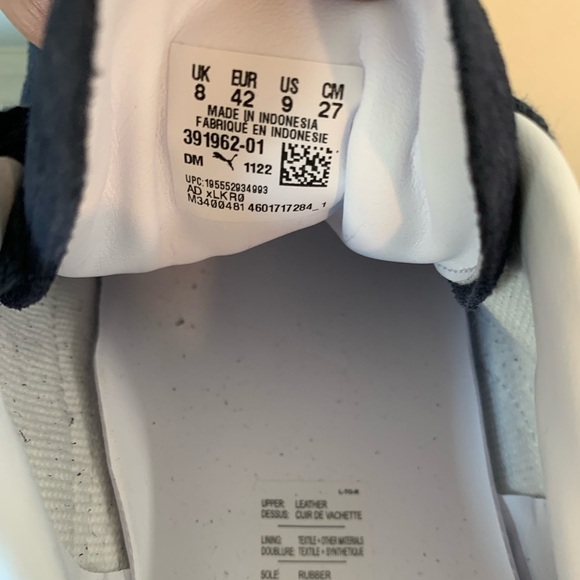 UK EUR US CM
8 42 9 27
MADE IN INDONESIA
FABRIQUÉ EN INDONESIE
391962-01
DM 1122
UPC:195552934993
AD xLKR0
M3400481 4601717284_1
UPPER: LEATHER
DESSUS: CUIR DE VACHETTE
LINING: TEXTILE + OTHER MATERIALS
DOUBLURE: TEXTILE + SYNTHETIQUE
SOLE RUBBER